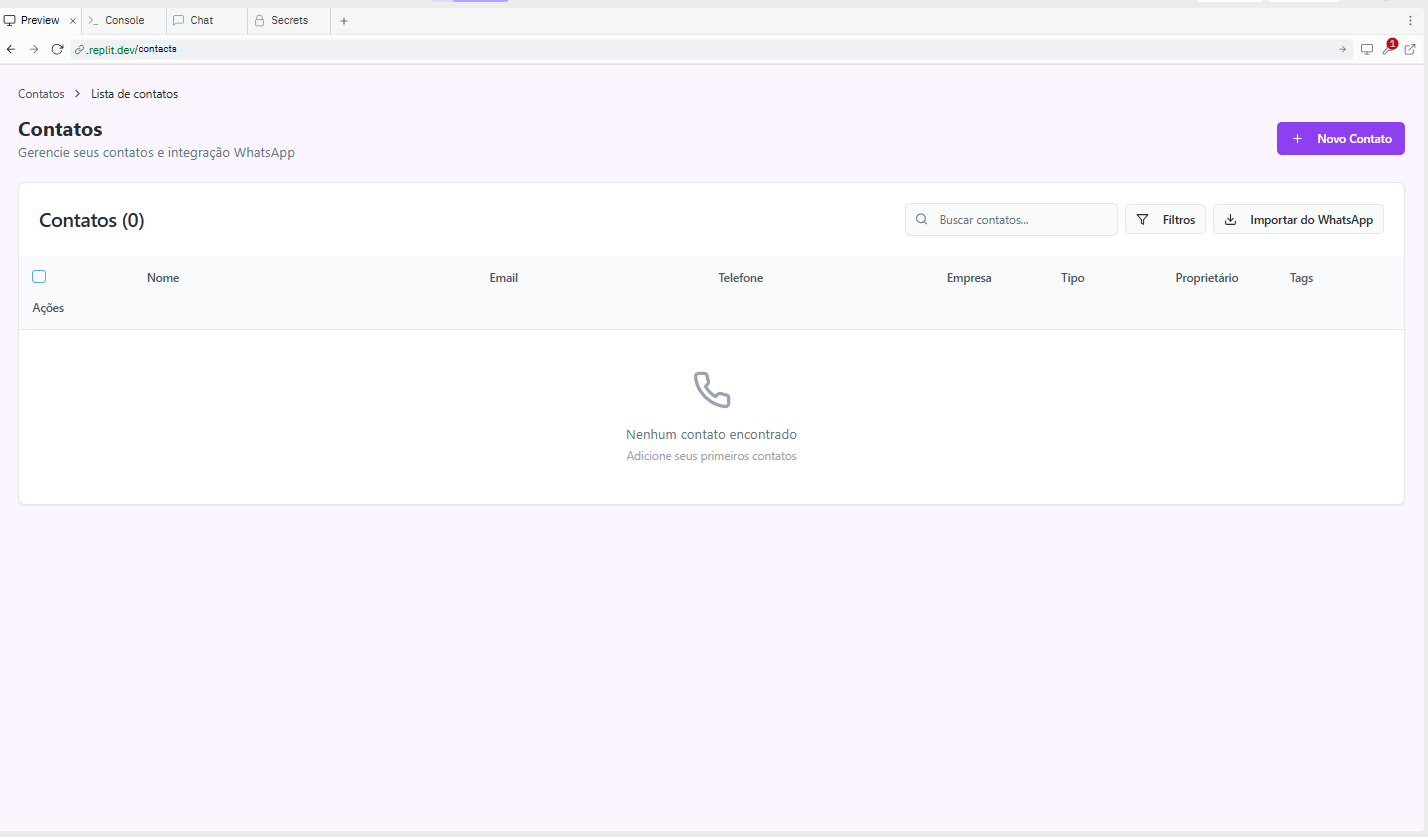 Preview
Console
Chat
Secrets
.replit.dev/contacts
1
Contatos > Lista de contatos
Contatos
Gerencie seus contatos e integração WhatsApp
+ Novo Contato
Contatos (0)
Buscar contatos...
Filtros
Importar do WhatsApp
Nome Email Telefone Empresa Tipo Proprietário Tags
Ações
Nenhum contato encontrado
Adicione seus primeiros contatos